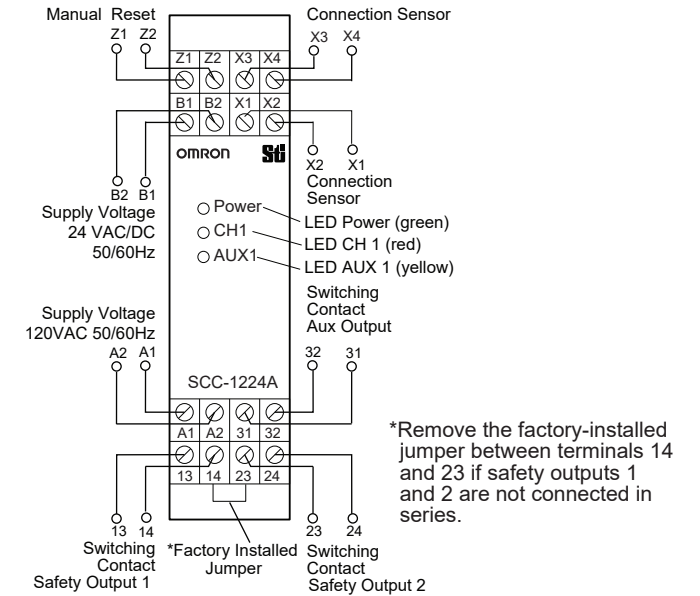 Manual Reset
Z1 Z2
Connection Sensor
X3 X4
Z1 Z2 X3 X4
B1 B2 X1 X2
OMRON STI
B2 B1
Supply Voltage
24 VAC/DC
50/60Hz
X2 X1
Connection
Sensor
Power
CH1
AUX1
LED Power (green)
LED CH 1 (red)
LED AUX 1 (yellow)
Supply Voltage
120VAC 50/60Hz
A2 A1
Switching
Contact
Aux Output
32 31
SCC-1224A
A1 A2 31 32
13 14 23 24
13 14
Switching
Contact
Safety Output 1
*Factory Installed
Jumper
23 24
Switching
Contact
Safety Output 2
*Remove the factory-installed
jumper between terminals 14
and 23 if safety outputs 1
and 2 are not connected in
series.